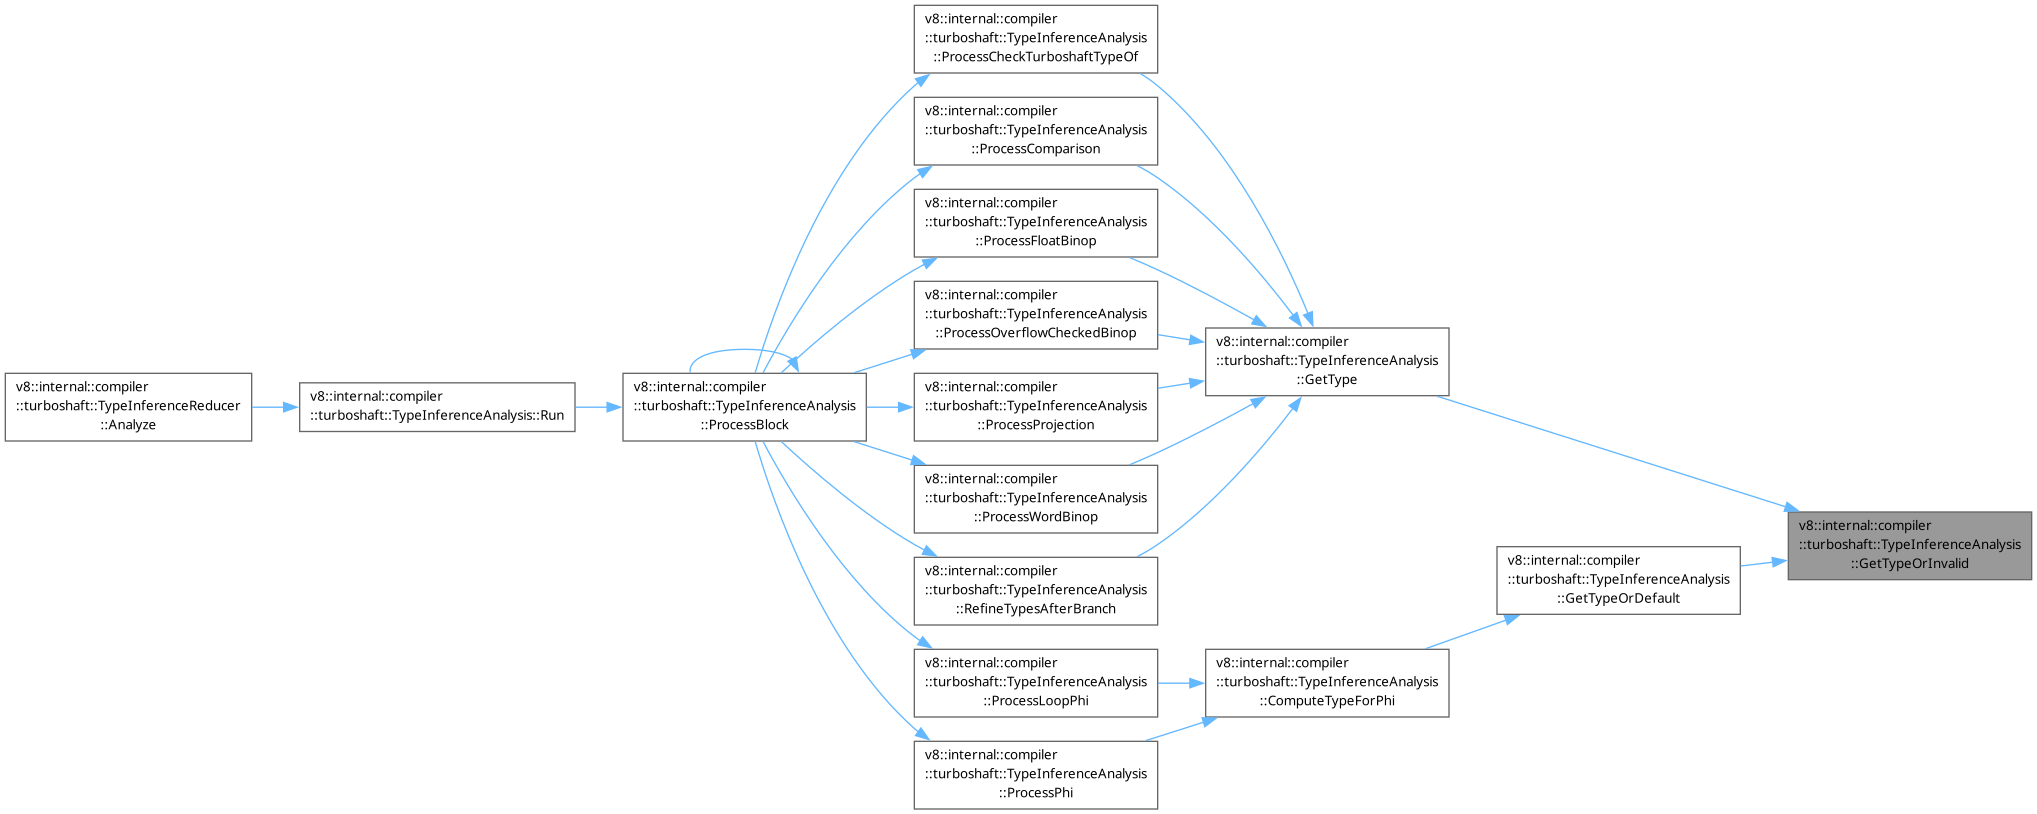 v8::internal::compiler
::turboshaft::TypeInferenceAnalysis
::ProcessCheckTurboshaftTypeOf
v8::internal::compiler
::turboshaft::TypeInferenceAnalysis
::ProcessComparison
v8::internal::compiler
::turboshaft::TypeInferenceAnalysis
::ProcessFloatBinop
v8::internal::compiler
::turboshaft::TypeInferenceAnalysis
::ProcessOverflowCheckedBinop
v8::internal::compiler
::turboshaft::TypeInferenceAnalysis
::GetType
v8::internal::compiler
::turboshaft::TypeInferenceReducer
::Analyze
v8::internal::compiler
::turboshaft::TypeInferenceAnalysis::Run
v8::internal::compiler
::turboshaft::TypeInferenceAnalysis
::ProcessBlock
v8::internal::compiler
::turboshaft::TypeInferenceAnalysis
::ProcessProjection
v8::internal::compiler
::turboshaft::TypeInferenceAnalysis
::ProcessWordBinop
v8::internal::compiler
::turboshaft::TypeInferenceAnalysis
::GetTypeOrInvalid
v8::internal::compiler
::turboshaft::TypeInferenceAnalysis
::GetTypeOrDefault
v8::internal::compiler
::turboshaft::TypeInferenceAnalysis
::RefineTypesAfterBranch
v8::internal::compiler
::turboshaft::TypeInferenceAnalysis
::ProcessLoopPhi
v8::internal::compiler
::turboshaft::TypeInferenceAnalysis
::ComputeTypeForPhi
v8::internal::compiler
::turboshaft::TypeInferenceAnalysis
::ProcessPhi